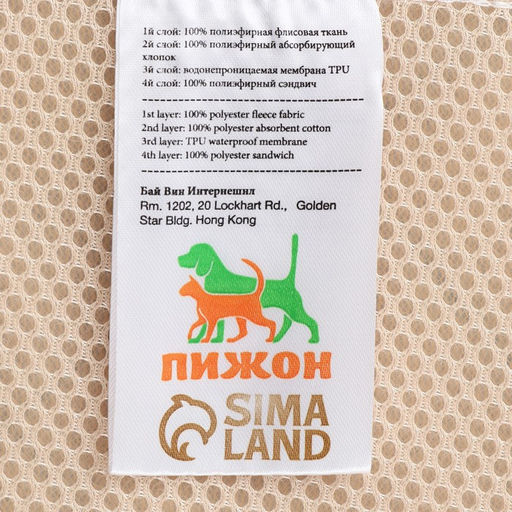 1й слой: 100% полиэфирная флисовая ткань
2й слой: 100% полиэфирный абсорбирующий
хлопок
3й слой: водонепроницаемая мембрана TPU
4й слой: 100% полиэфирный сэндвич
1st layer: 100% polyester fleece fabric
2nd layer: 100% polyester absorbent cotton
3rd layer: TPU waterproof membrane
4th layer: 100% polyester sandwich
Бай Вин Интернешнл
Rm. 1202, 20 Lockhart Rd., Golden
Star Bldg. Hong Kong
ПИЖОН
SIMA
LAND